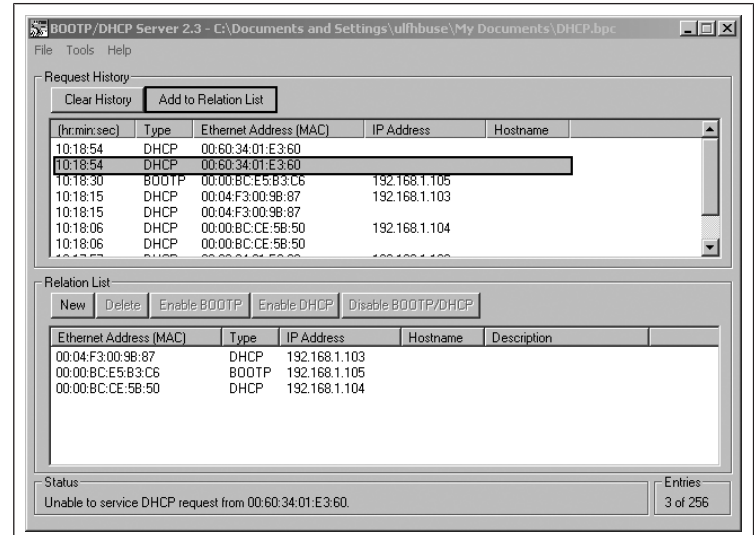 BOOTP/DHCP Server 2.3 - C:\Documents and Settings\ulfhbuse\My Documents\DHCP.bpc
File Tools Help
Request History
Clear History Add to Relation List
(hr:min:sec) Type Ethernet Address (MAC) IP Address Hostname
10:18:54 DHCP 00:60:34:01:E3:60
10:18:54 DHCP 00:60:34:01:E3:60
10:18:30 BOOTP 00:00:BC:E5:B3:C6 192.168.1.105
10:18:15 DHCP 00:04:F3:00:9B:87 192.168.1.103
10:18:15 DHCP 00:04:F3:00:9B:87
10:18:06 DHCP 00:00:BC:CE:5B:50 192.168.1.104
10:18:06 DHCP 00:00:BC:CE:5B:50
Relation List
New Delete Enable BOOTP Enable DHCP Disable BOOTP/DHCP
Ethernet Address (MAC) Type IP Address Hostname Description
00:04:F3:00:9B:87 DHCP 192.168.1.103
00:00:BC:E5:B3:C6 BOOTP 192.168.1.105
00:00:BC:CE:5B:50 DHCP 192.168.1.104
Status
Unable to service DHCP request from 00:60:34:01:E3:60.
Entries
3 of 256